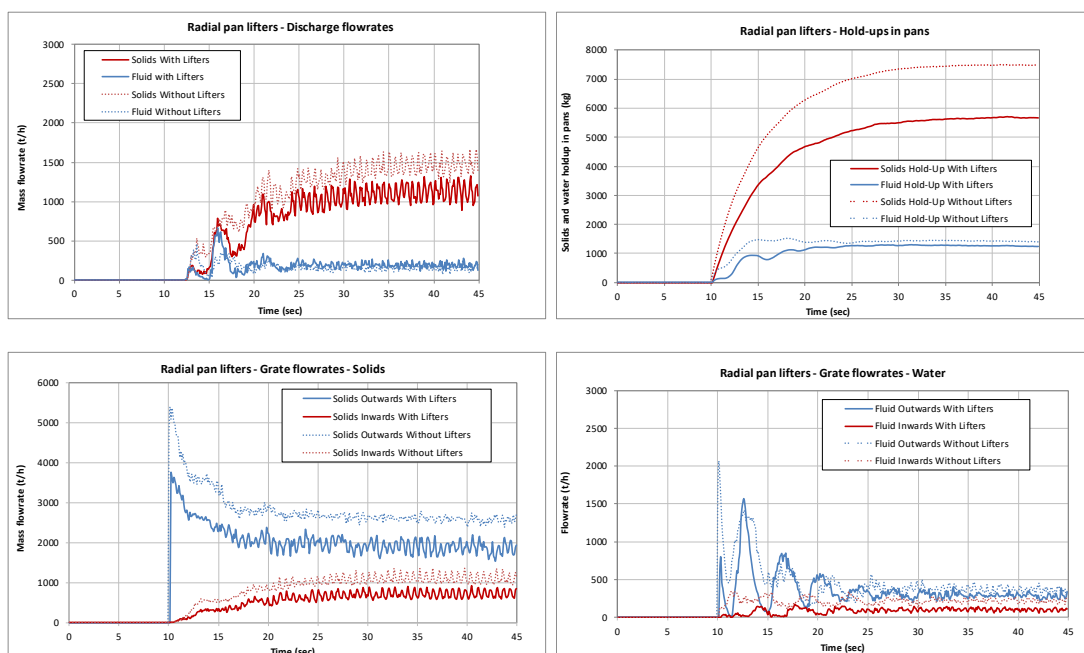 Radial pan lifters - Discharge flowrates
3000
2500
2000
1500
1000
500
0
Mass flowrate (t/h)
Solids With Lifters
Fluid with Lifters
Solids Without Lifters
Fluid Without Lifters
0 5 10 15 20 25 30 35 40 45
Time (sec)
Radial pan lifters - Hold-ups in pans
8000
7000
6000
5000
4000
3000
2000
1000
0
Solids and water holdup in pans (kg)
Solids Hold-Up With Lifters
Fluid Hold-Up With Lifters
Solids Hold-Up Without Lifters
Fluid Hold-Up Without Lifters
0 5 10 15 20 25 30 35 40 45
Time (sec)
Radial pan lifters - Grate flowrates - Solids
6000
5000
4000
3000
2000
1000
0
Mass flowrate (t/h)
Solids Outwards With Lifters
Solids Inwards With Lifters
Solids Outwards Without Lifters
Solids Inwards Without Lifters
0 5 10 15 20 25 30 35 40 45
Time (sec)
Radial pan lifters - Grate flowrates - Water
3000
2500
2000
1500
1000
500
0
Flowrate (t/h)
Fluid Outwards With Lifters
Fluid Inwards With Lifters
Fluid Outwards Without Lifters
Fluid Inwards Without Lifters
0 5 10 15 20 25 30 35 40 45
Time (sec)